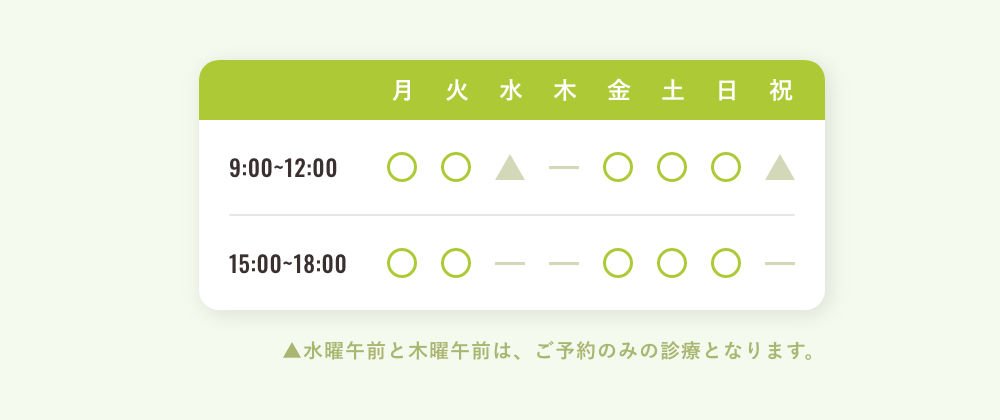 月 火 水 木 金 土 日 祝
9:00~12:00 ○ ○ ▲ — ○ ○ ○ ▲
15:00~18:00 ○ ○ — — ○ ○ ○ —
▲水曜午前と木曜午前は、ご予約のみの診療となります。